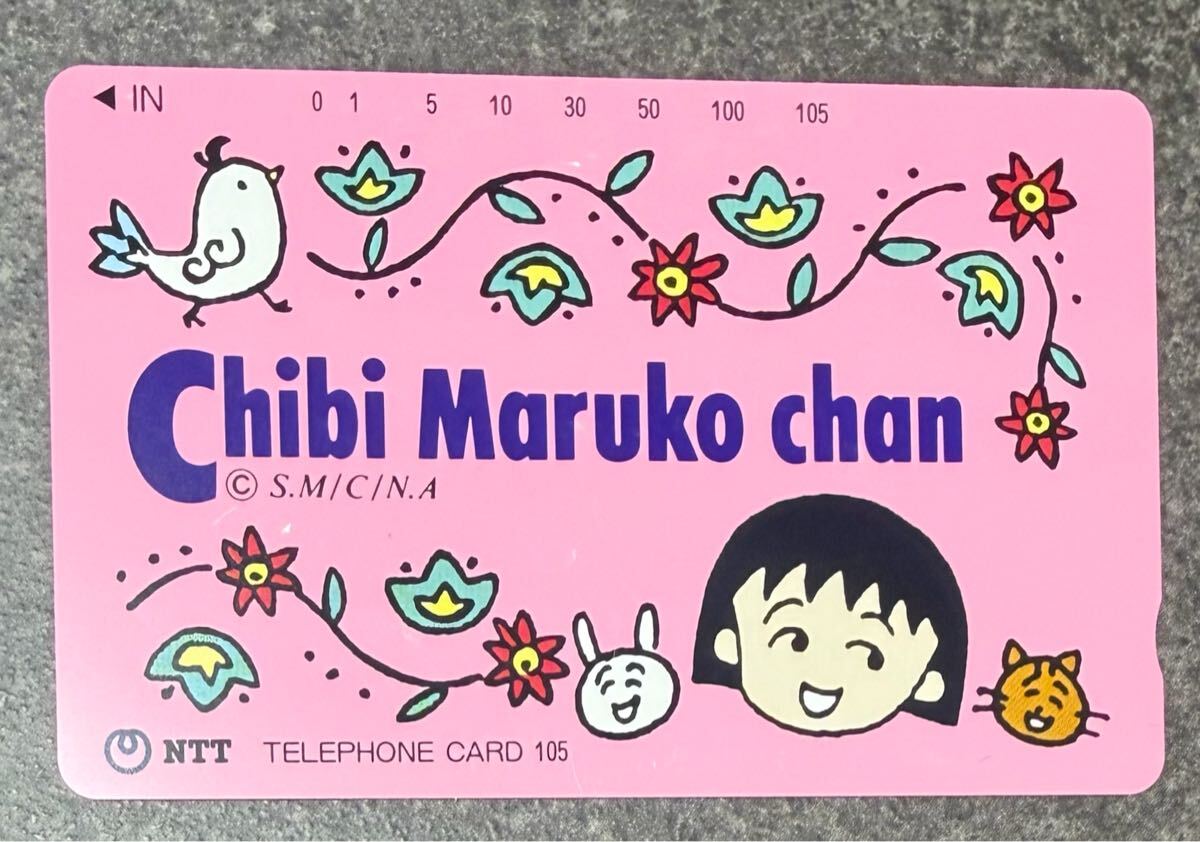 ◀ IN 0 1 5 10 30 50 100 105
Chibi Maruko chan
© S.M/C/N.A
NTT TELEPHONE CARD 105